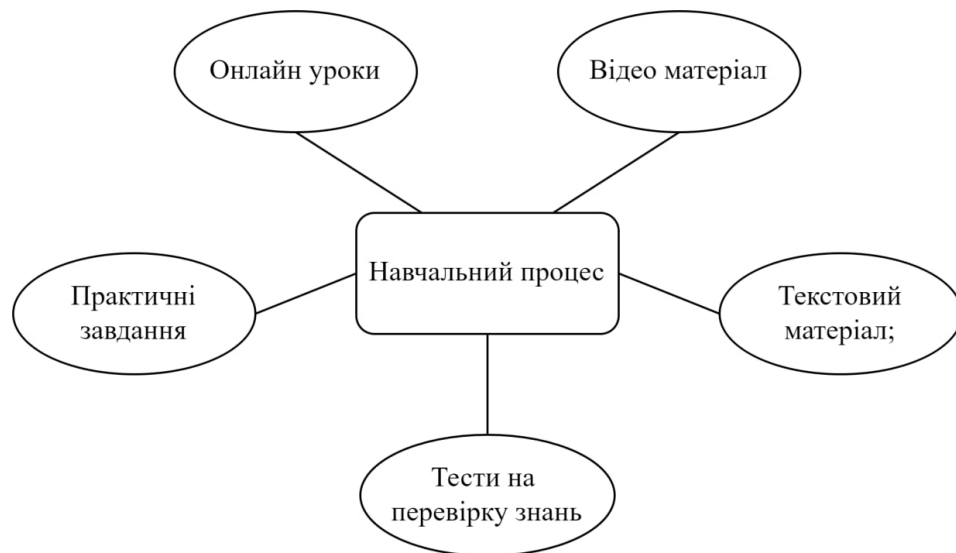 Онлайн уроки
Відео матеріал
Навчальний процес
Практичні
завдання
Текстовий
матеріал;
Тести на
перевірку знань